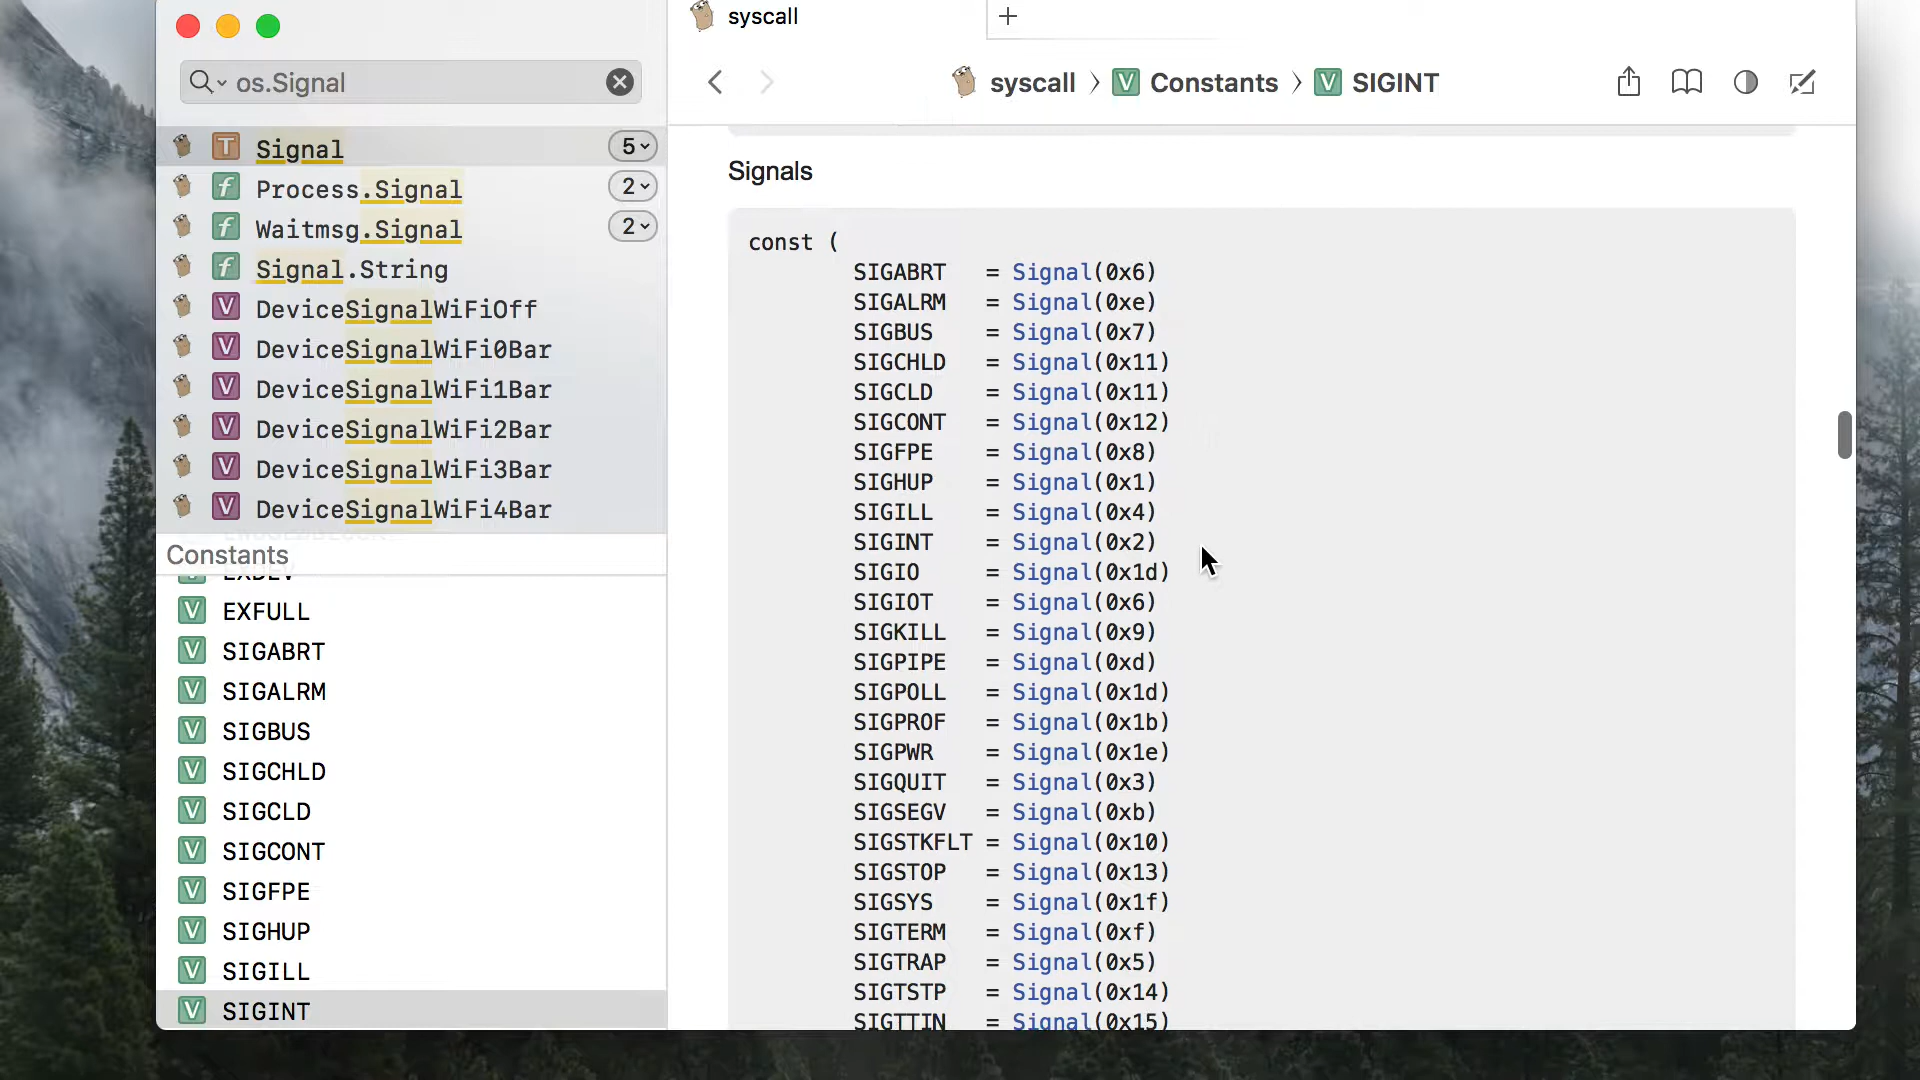 syscall
os.Signal
syscall 〉 V Constants 〉 V SIGINT
T Signal 5
f Process.Signal 2
f Waitmsg.Signal 2
f Signal.String
V DeviceSignalWiFiOff
V DeviceSignalWiFi0Bar
V DeviceSignalWiFi1Bar
V DeviceSignalWiFi2Bar
V DeviceSignalWiFi3Bar
V DeviceSignalWiFi4Bar
Constants
EXDEV
V EXFULL
V SIGABRT
V SIGALRM
V SIGBUS
V SIGCHLD
V SIGCLD
V SIGCONT
V SIGFPE
V SIGHUP
V SIGILL
V SIGINT
Signals
const (
SIGABRT = Signal(0x6)
SIGALRM = Signal(0xe)
SIGBUS = Signal(0x7)
SIGCHLD = Signal(0x11)
SIGCLD = Signal(0x11)
SIGCONT = Signal(0x12)
SIGFPE = Signal(0x8)
SIGHUP = Signal(0x1)
SIGILL = Signal(0x4)
SIGINT = Signal(0x2)
SIGIO = Signal(0x1d)
SIGIOT = Signal(0x6)
SIGKILL = Signal(0x9)
SIGPIPE = Signal(0xd)
SIGPOLL = Signal(0x1d)
SIGPROF = Signal(0x1b)
SIGPWR = Signal(0x1e)
SIGQUIT = Signal(0x3)
SIGSEGV = Signal(0xb)
SIGSTKFLT = Signal(0x10)
SIGSTOP = Signal(0x13)
SIGSYS = Signal(0x1f)
SIGTERM = Signal(0xf)
SIGTRAP = Signal(0x5)
SIGTSTP = Signal(0x14)
SIGTTIN = Signal(0x15)